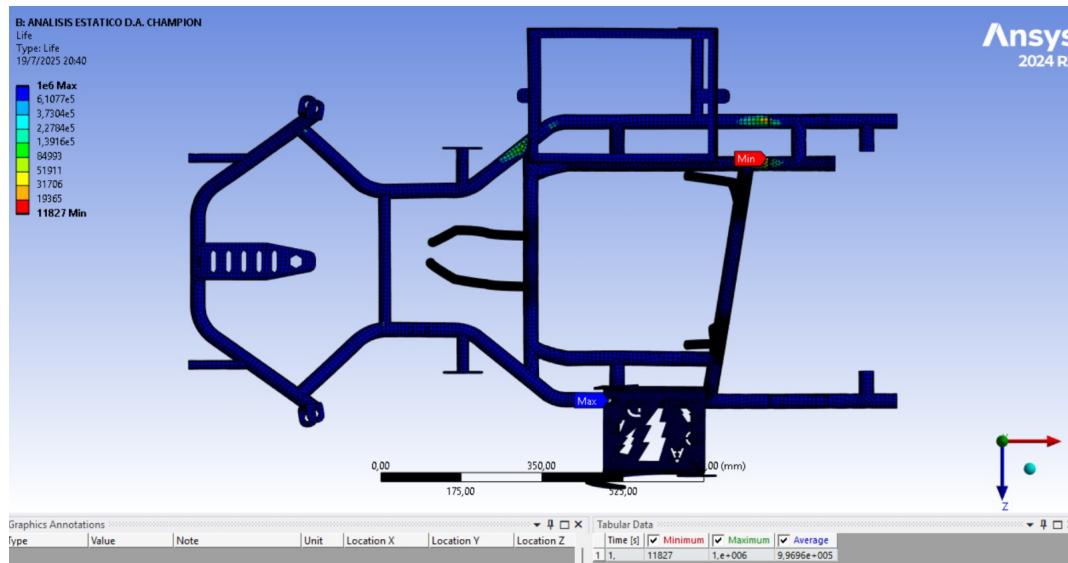 B: ANALISIS ESTATICO D.A. CHAMPION
Life
Type: Life
19/7/2025 20:40
1e6 Max
6,1077e5
3,7304e5
2,2784e5
1,3916e5
84993
51911
31706
19365
11827 Min
Ansys
2024 R
Min
Max
0,00
350,00
,00 (mm)
175,00
525,00
Z
Graphics Annotations
Type
Value
Note
Unit
Location X
Location Y
Location Z
Tabular Data
Time [s]
Minimum
Maximum
Average
1
1,
11827
1,e+006
9,9696e+005